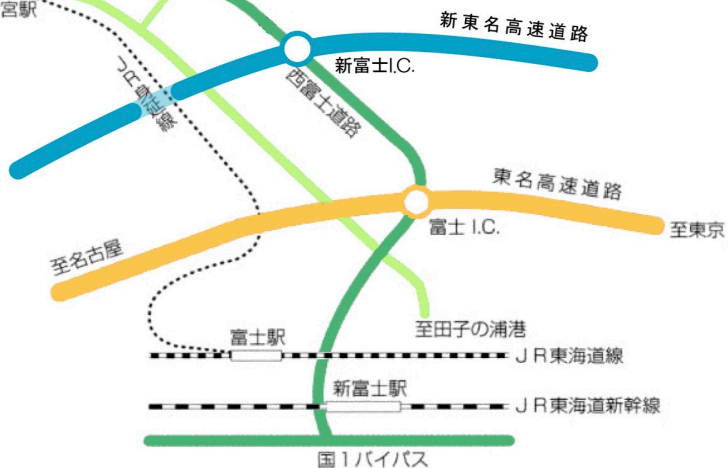 宮駅
新東名高速道路
新富士I.C.
JR身延線
西富士道路
東名高速道路
富士 I.C.
至東京
至名古屋
至田子の浦港
富士駅
JR東海道線
新富士駅
JR東海道新幹線
国1バイパス